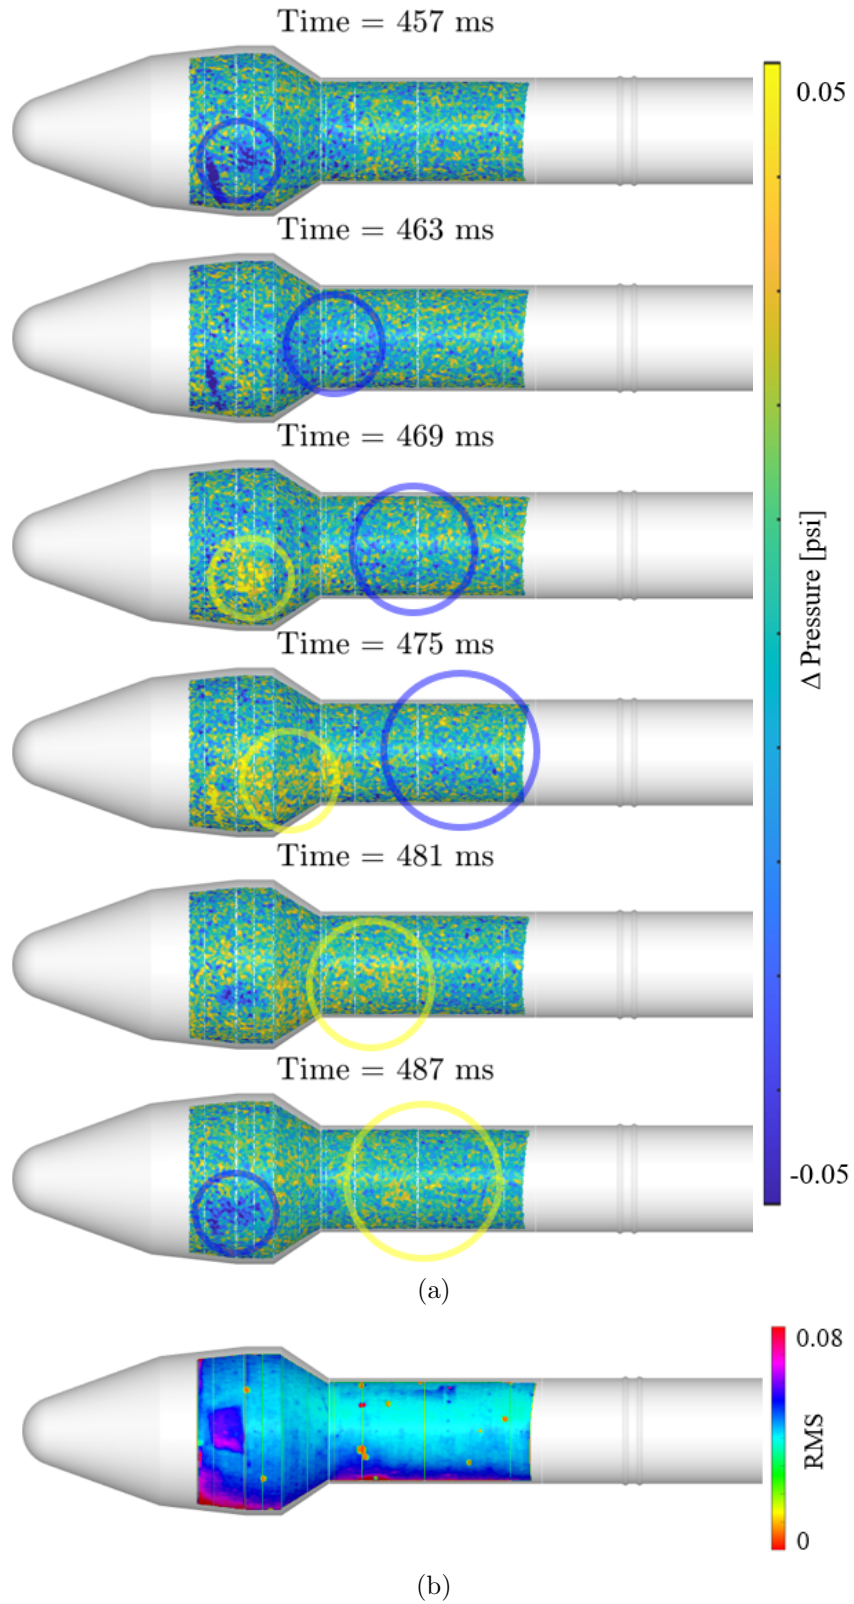 Time = 457 ms
0.05
Time = 463 ms
Time = 469 ms
Δ Pressure [psi]
Time = 475 ms
Time = 481 ms
Time = 487 ms
-0.05
(a)
0.08
RMS
0
(b)